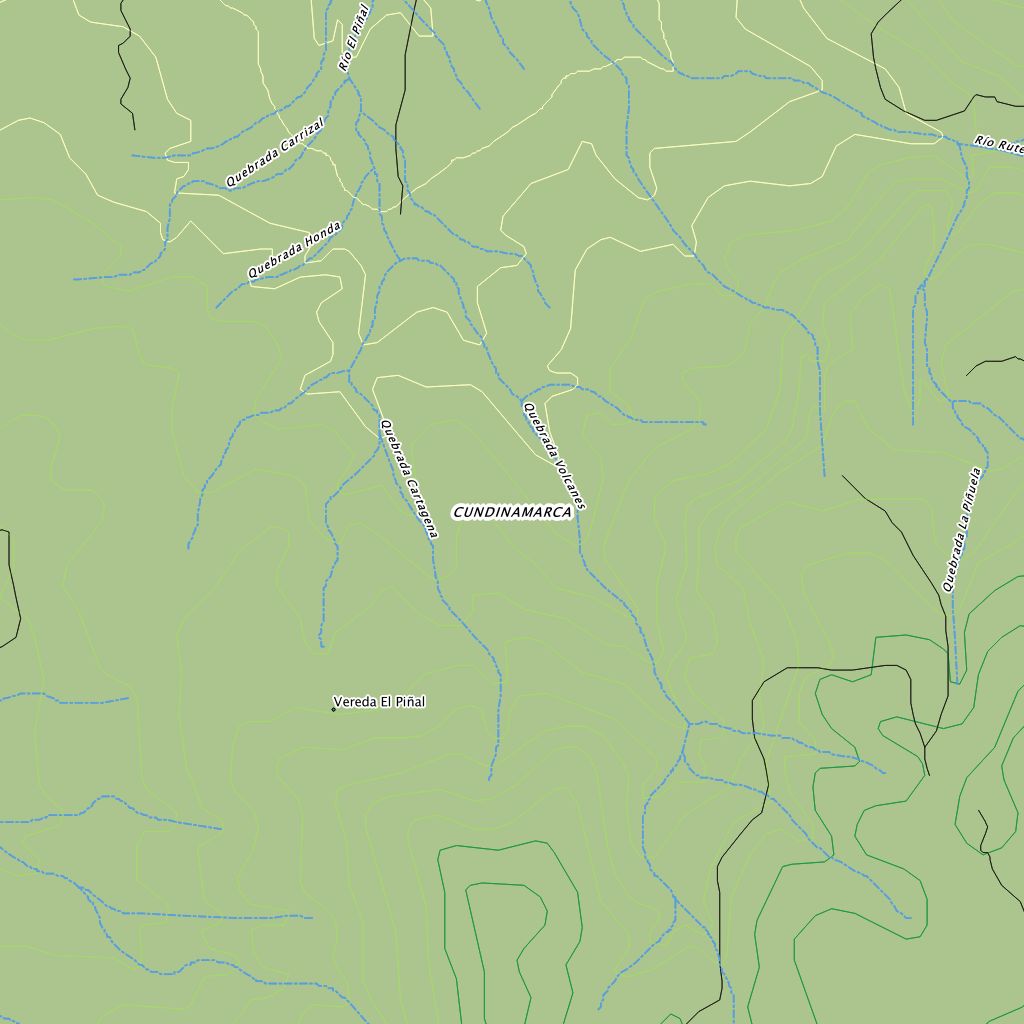 Río El Piñal
Quebrada Carrizal
Río Rute
Quebrada Honda
Quebrada Cartagena
Quebrada Volcanes
CUNDINAMARCA
Quebrada La Piñuela
Vereda El Piñal